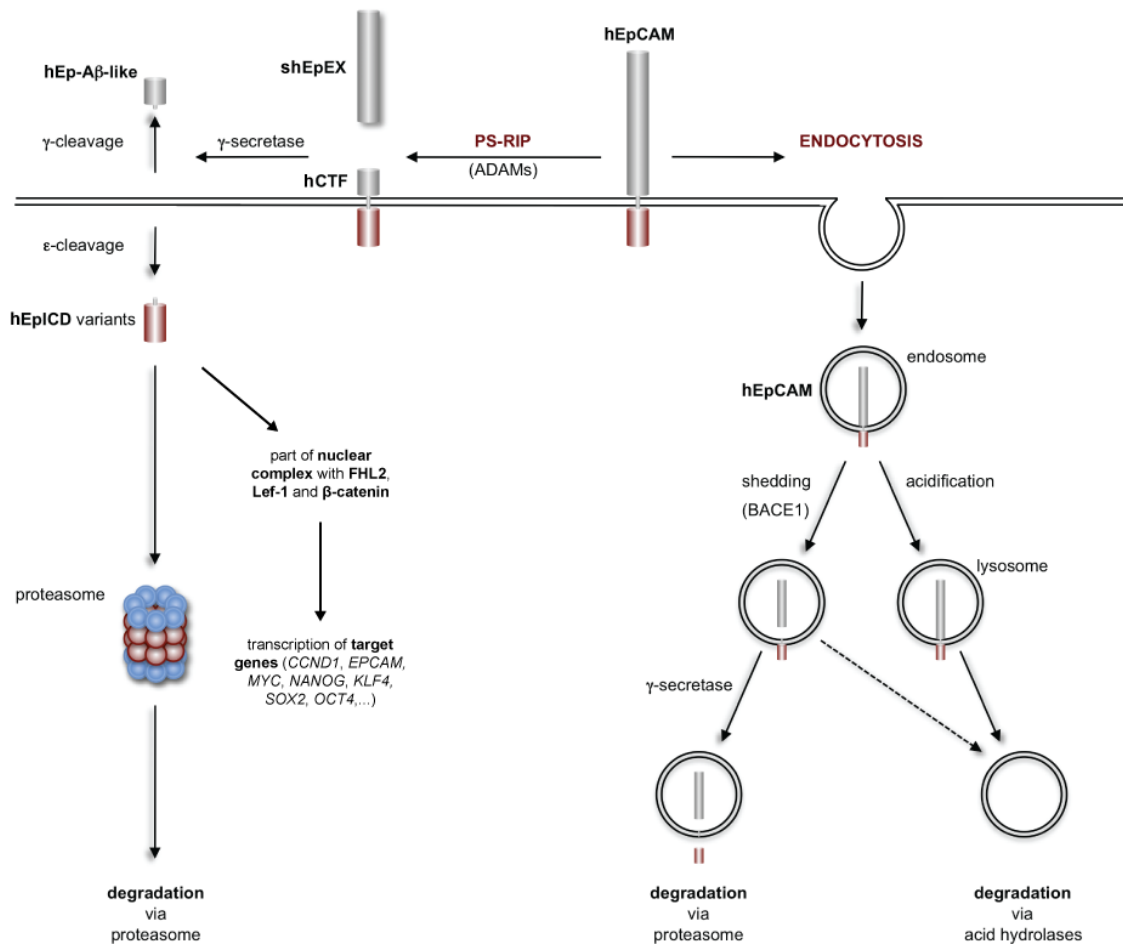 hEpCAM
shEpEX
hEp-Aβ-like
γ-cleavage
γ-secretase
PS-RIP
(ADAMs)
ENDOCYTOSIS
hCTF
ε-cleavage
hEpICD variants
endosome
hEpCAM
part of nuclear
complex with FHL2,
Lef-1 and β-catenin
shedding
(BACE1)
acidification
proteasome
lysosome
transcription of target
genes (CCND1, EPCAM,
MYC, NANOG, KLF4,
SOX2, OCT4,...)
γ-secretase
degradation
via
proteasome
degradation
via
proteasome
degradation
via
acid hydrolases